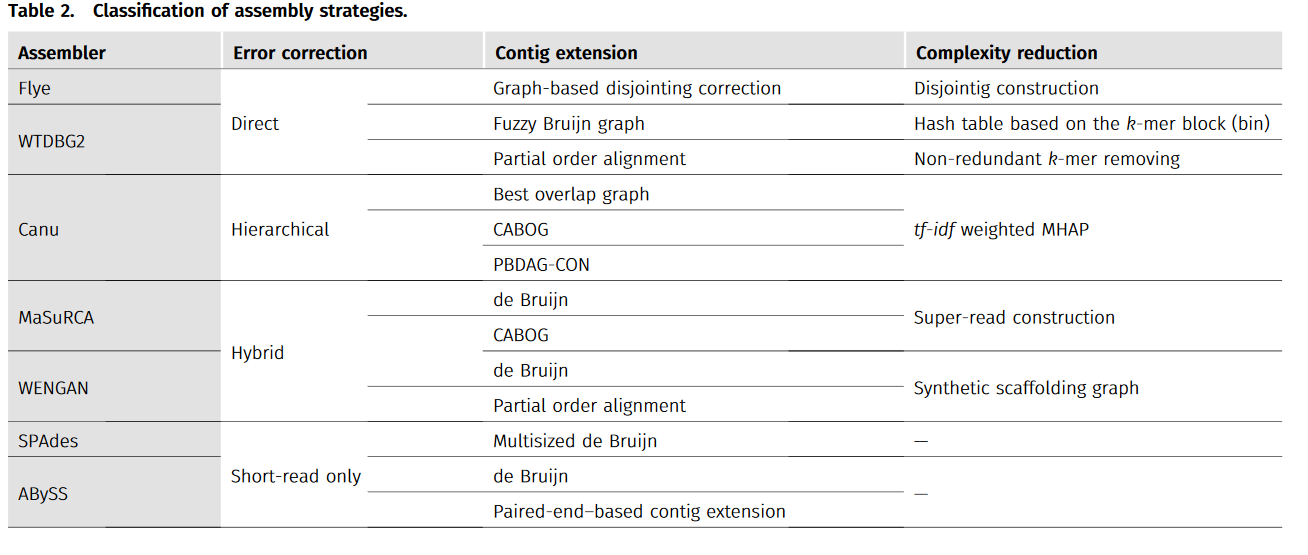 Table 2. Classification of assembly strategies.
Assembler Error correction Contig extension Complexity reduction
Flye Graph-based disjointing correction Disjointig construction
Direct Fuzzy Bruijn graph Hash table based on the k-mer block (bin)
WTDBG2
Partial order alignment Non-redundant k-mer removing
Best overlap graph
Canu Hierarchical CABOG tf-idf weighted MHAP
PBDAG-CON
de Bruijn
MaSuRCA Super-read construction
CABOG
Hybrid
de Bruijn
WENGAN Synthetic scaffolding graph
Partial order alignment
SPAdes Multisized de Bruijn —
Short-read only de Bruijn
ABySS —
Paired-end–based contig extension